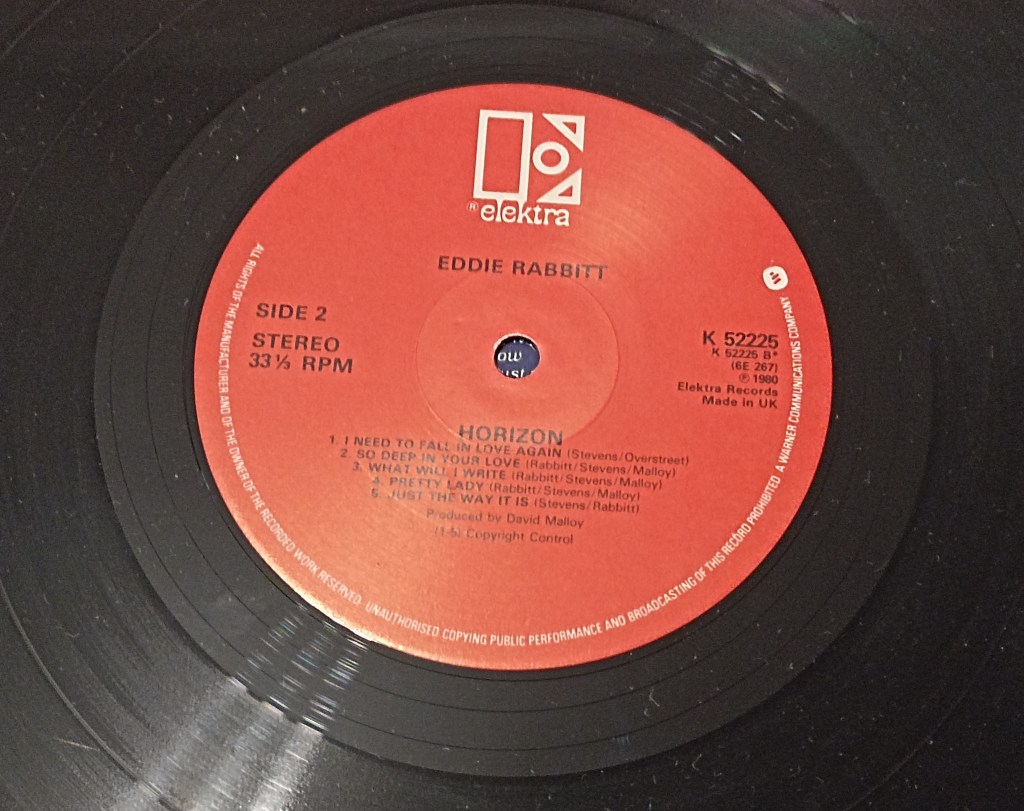 ® elektra
EDDIE RABBITT
SIDE 2
STEREO
33⅓ RPM
K 52225
K 52225 B*
(6E 267)
℗ 1980
Elektra Records
Made in UK
ow
ust
HORIZON
1. I NEED TO FALL IN LOVE AGAIN (Stevens/Overstreet)
2. SO DEEP IN YOUR LOVE (Rabbitt/Stevens/Malloy)
3. WHAT WILL I WRITE (Rabbitt/Stevens/Malloy)
4. PRETTY LADY (Rabbitt/Stevens/Malloy)
5. JUST THE WAY IT IS (Stevens/Rabbitt)
Produced by David Malloy
(1-5) Copyright Control
ALL RIGHTS OF THE MANUFACTURER AND OF THE OWNER OF THE RECORDED WORK RESERVED. UNAUTHORISED COPYING PUBLIC PERFORMANCE AND BROADCASTING OF THIS RECORD PROHIBITED. A WARNER COMMUNICATIONS COMPANY